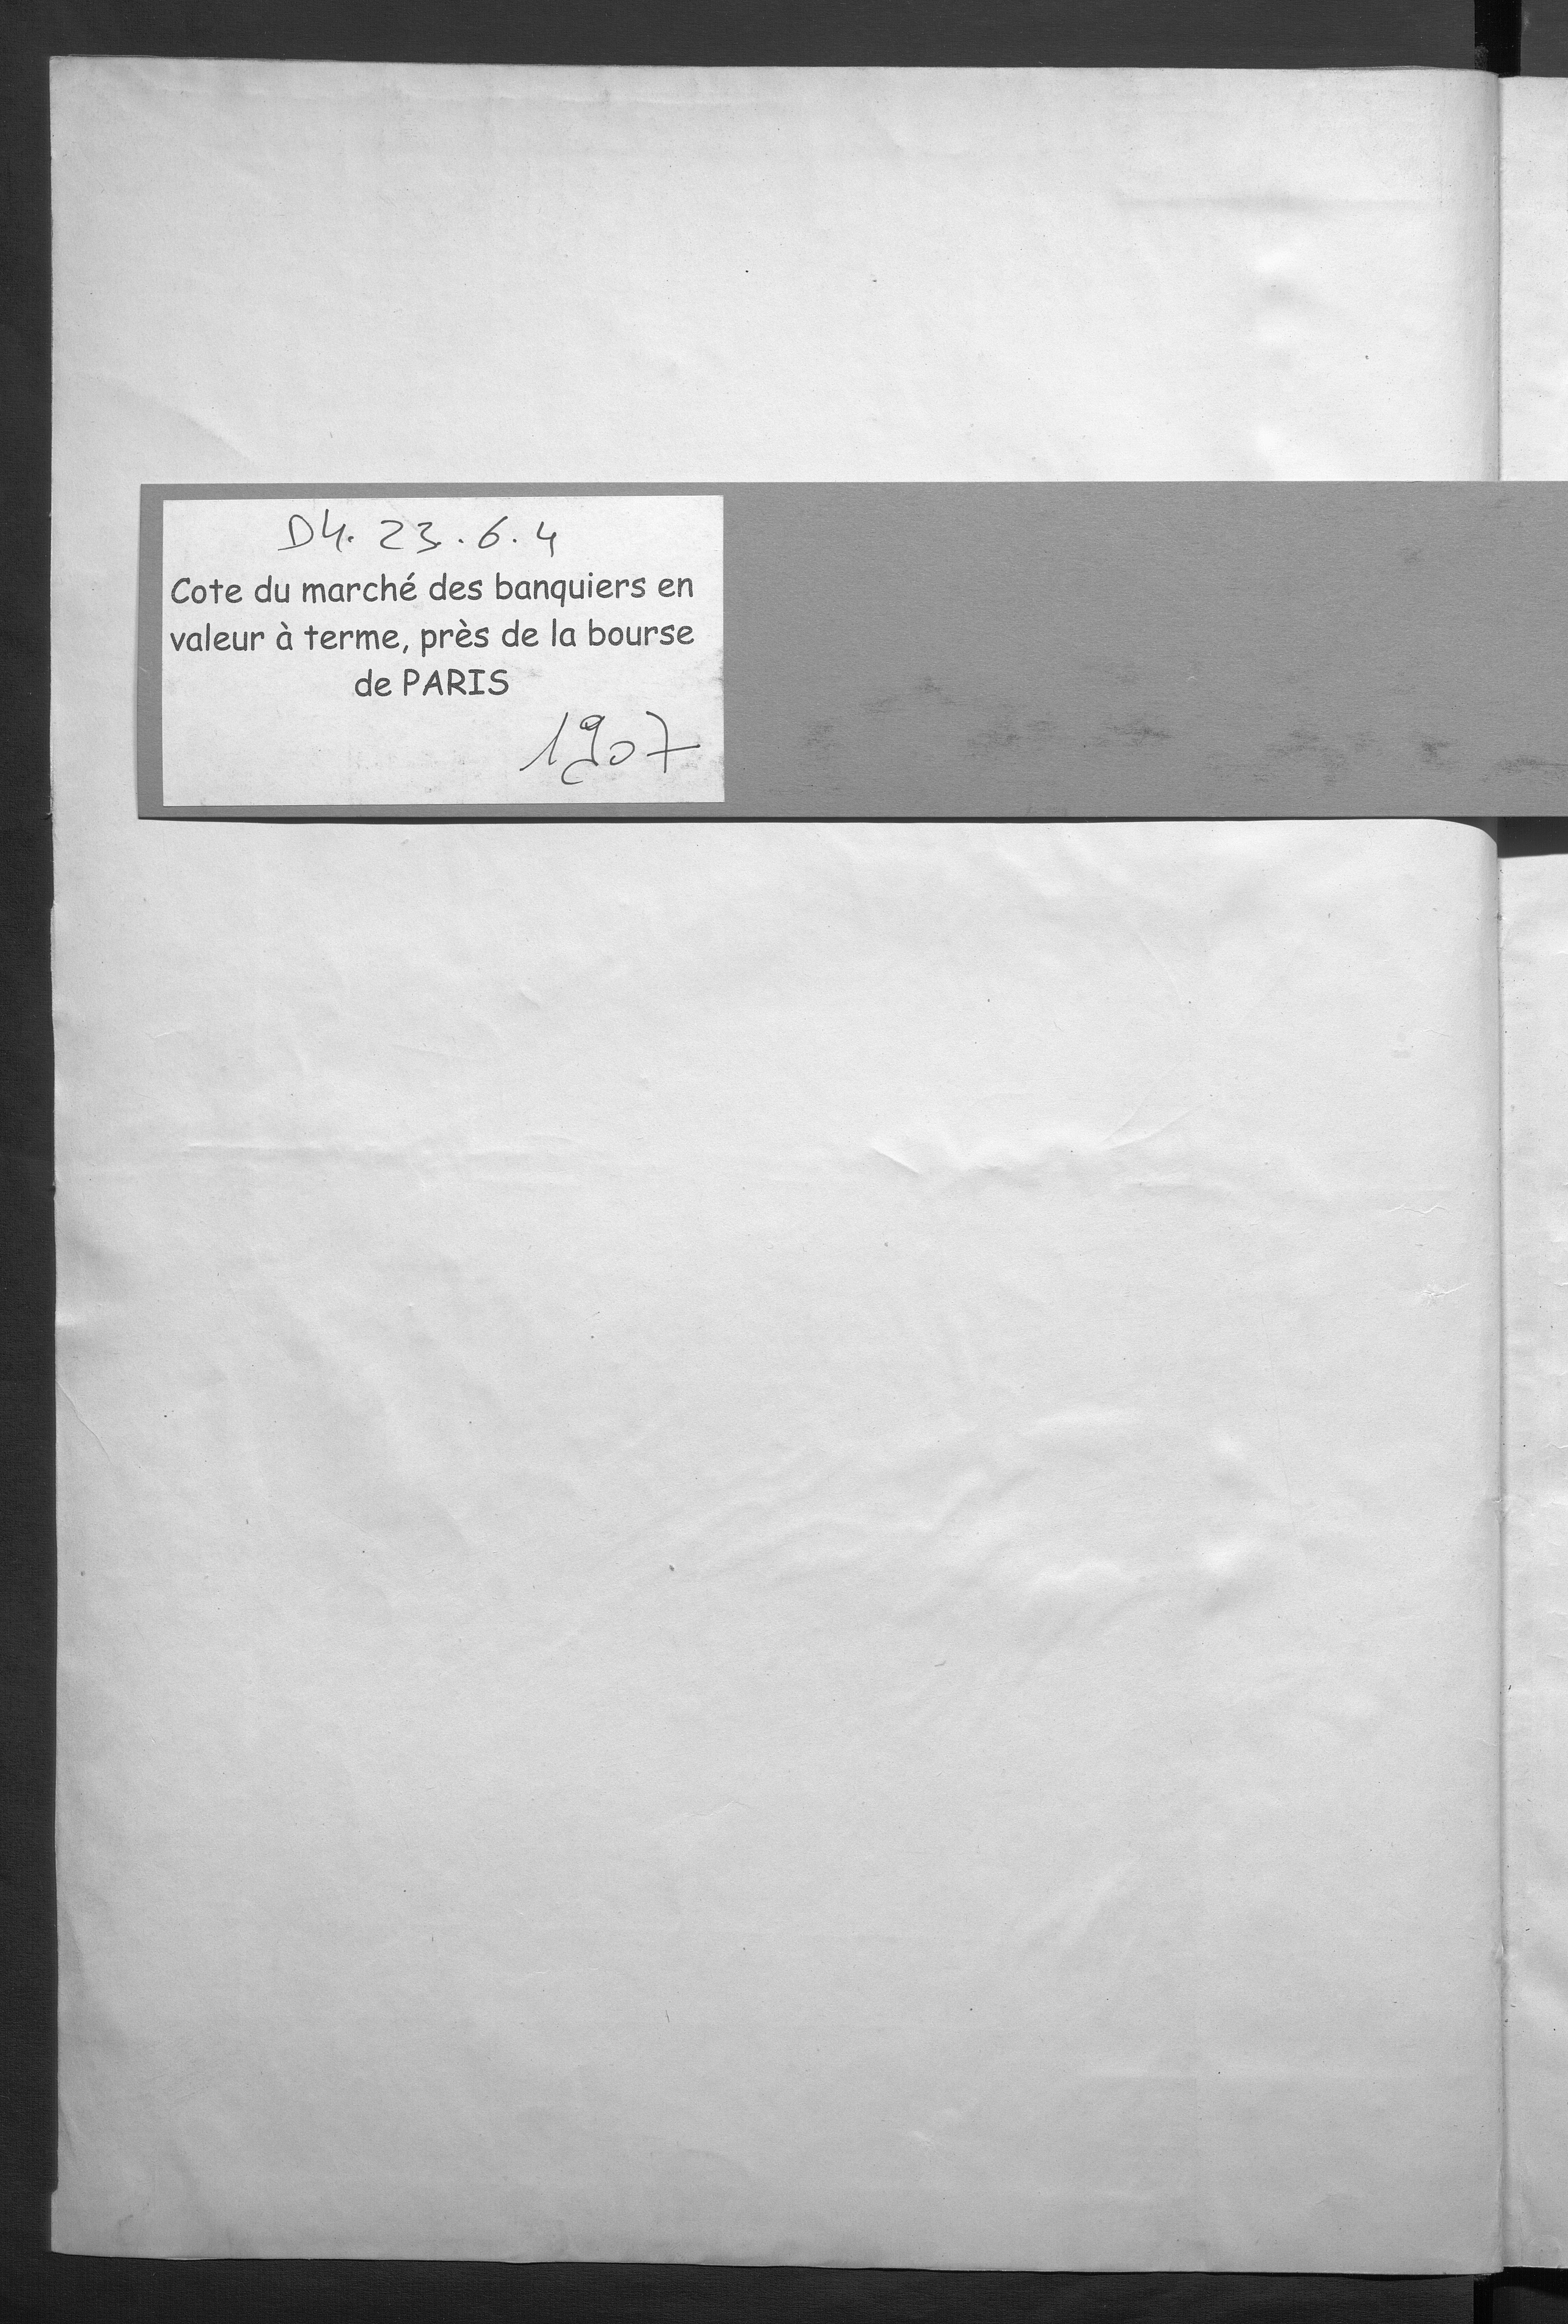 D4. 23.6.4
Cote du marché des banquiers en
valeur à terme, près de la bourse
de PARIS
1907